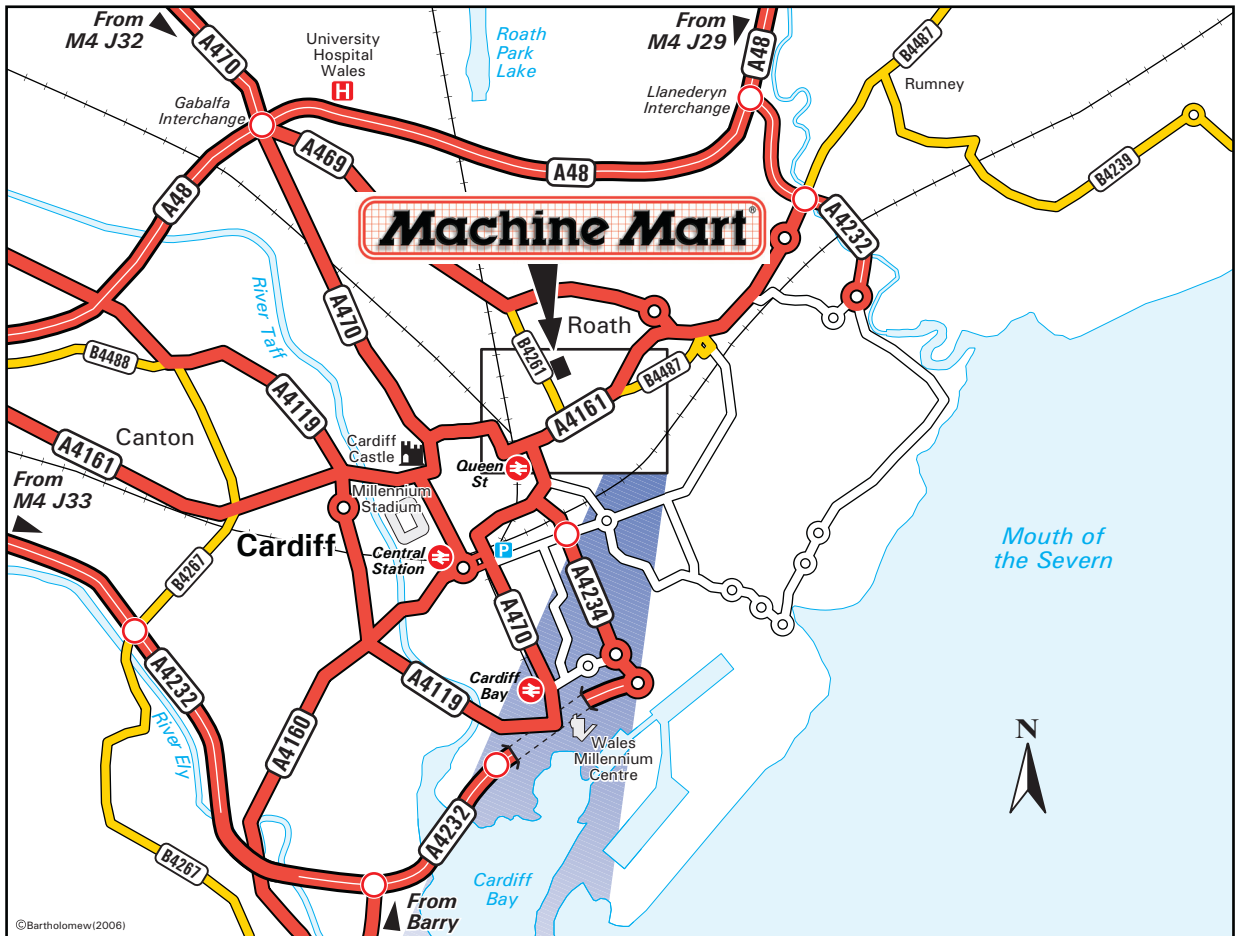 From
M4 J32
A470
University
Hospital
Wales
H
Roath
Park
Lake
From
M4 J29
A48
B4487
Rumney
Gabalfa
Interchange
Llanederyn
Interchange
A469
A48
A48
B4239
A4232
Machine Mart®
River Taff
A470
Roath
B4488
B4261
B4487
A4119
A4161
Canton
A4161
Cardiff
Castle
Queen
St
From
M4 J33
Millennium
Stadium
Cardiff
Central
Station
P
Mouth of
the Severn
B4267
A470
A4234
A4232
A4119
Cardiff
Bay
River Ely
A4160
Wales
Millennium
Centre
N
A4232
B4267
Cardiff
Bay
From
Barry
©Bartholomew(2006)